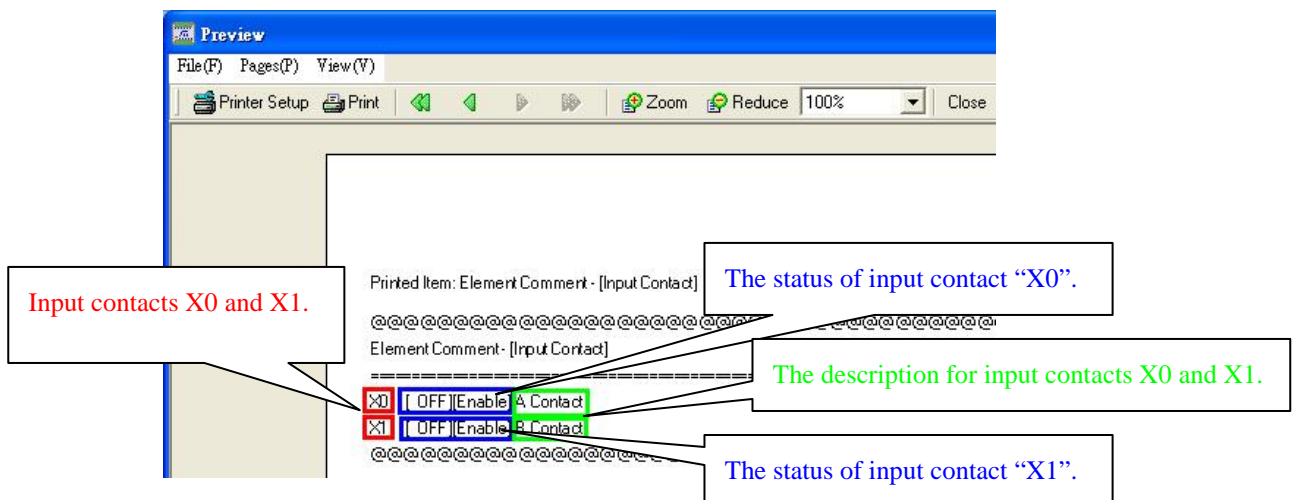 Preview
File(F) Pages(P) View(V)
Printer Setup Print Zoom Reduce 100% Close
Printed Item: Element Comment - [Input Contact]
The status of input contact “X0”.
Input contacts X0 and X1.
@@@@@@@@@@@@@@@@@@@@@@@@@@@@@@@@@@@@@@
Element Comment - [Input Contact]
The description for input contacts X0 and X1.
==================================================
X0 [ OFF][Enable] A Contact
X1 [ OFF][Enable] B Contact
@@@@@@@@@@@@@@@@@@@@
The status of input contact “X1”.